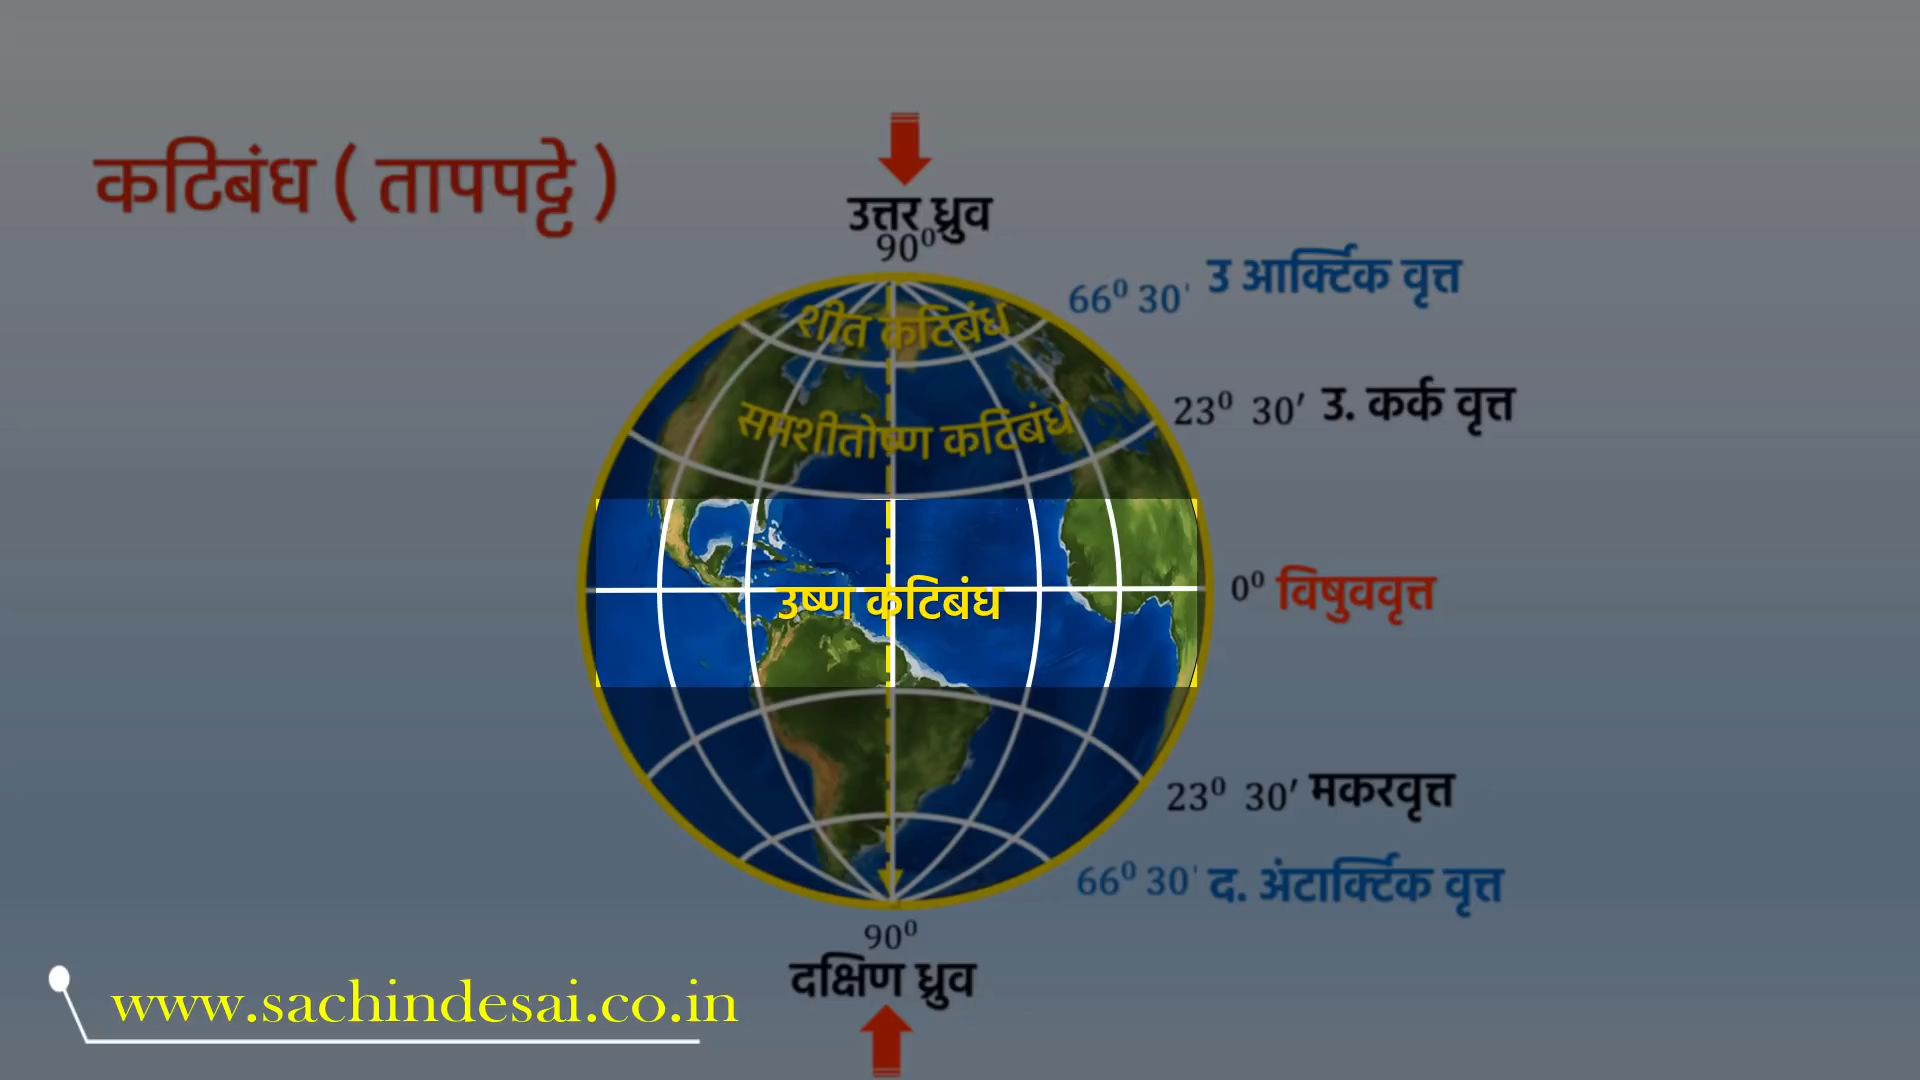 कटिबंध ( तापपट्टे )
उत्तर ध्रुव
90⁰
66⁰ 30' उ आर्क्टिक वृत्त
शीत कटिबंध
23⁰ 30′ उ. कर्क वृत्त
समशीतोष्ण कटिबंध
0⁰ विषुववृत्त
उष्ण कटिबंध
23⁰ 30′ मकरवृत्त
66⁰ 30' द. अंटार्क्टिक वृत्त
90⁰
दक्षिण ध्रुव
www.sachindesai.co.in